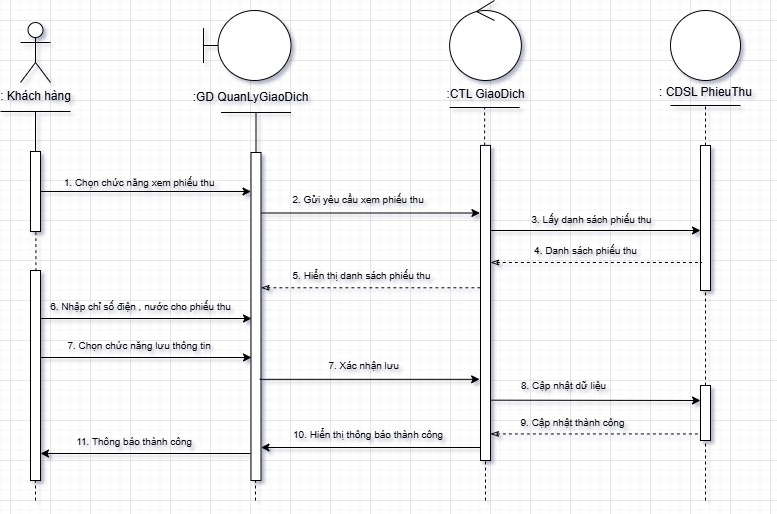 : Khách hàng
:GD QuanLyGiaoDich
:CTL GiaoDich
: CDSL PhieuThu
1. Chọn chức năng xem phiếu thu
2. Gửi yêu cầu xem phiếu thu
3. Lấy danh sách phiếu thu
4. Danh sách phiếu thu
5. Hiển thị danh sách phiếu thu
6. Nhập chỉ số điện , nước cho phiếu thu
7. Chọn chức năng lưu thông tin
7. Xác nhận lưu
8. Cập nhật dữ liệu
9. Cập nhật thành công
10. Hiển thị thông báo thành công
11. Thông báo thành công